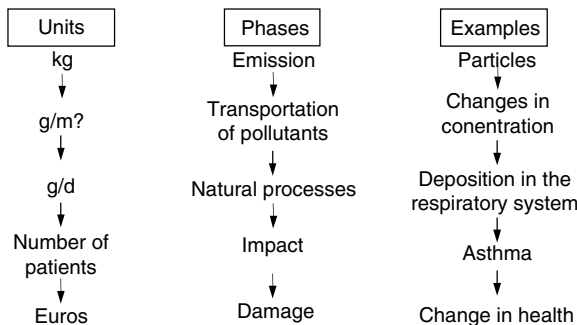 Units
kg
g/m?
g/d
Number of
patients
Euros
Phases
Emission
Transportation
of pollutants
Natural processes
Impact
Damage
Examples
Particles
Changes in
conentration
Deposition in the
respiratory system
Asthma
Change in health